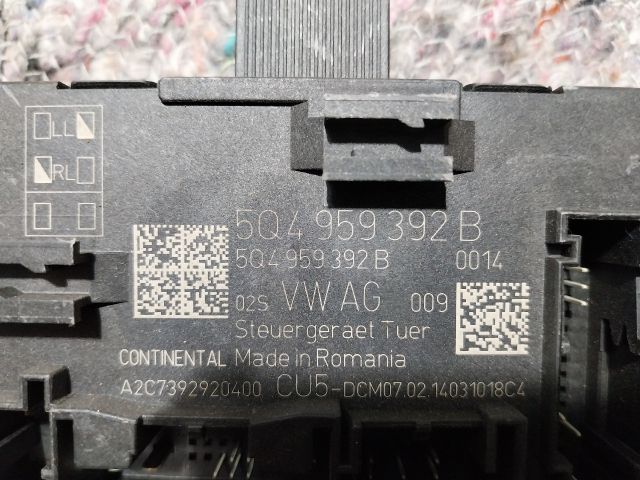 LL
RL
5Q4 959 392 B
5Q4 959 392 B 0014
02S VW AG 009
Steuergeraet Tuer
CONTINENTAL Made in Romania
A2C7392920400 CU5-DCM07.02.14031018C4